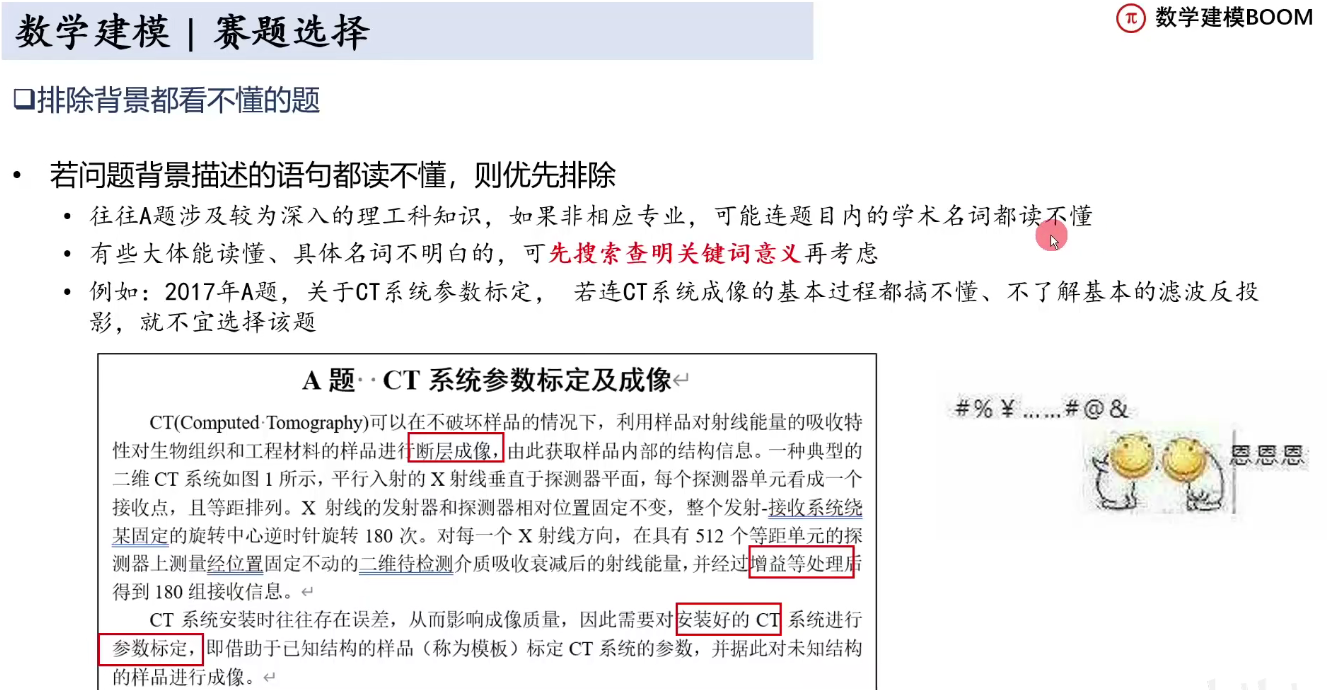 数学建模 | 赛题选择
数学建模BOOM
排除背景都看不懂的题
• 若问题背景描述的语句都读不懂，则优先排除
• 往往A题涉及较为深入的理工科知识，如果非相应专业，可能连题目内的学术名词都读不懂
• 有些大体能读懂、具体名词不明白的，可先搜索查明关键词意义再考虑
• 例如：2017年A题，关于CT系统参数标定， 若连CT系统成像的基本过程都搞不懂、不了解基本的滤波反投
影，就不宜选择该题
A 题··CT 系统参数标定及成像↵
CT(Computed·Tomography)可以在不破坏样品的情况下，利用样品对射线能量的吸收特
性对生物组织和工程材料的样品进行断层成像，由此获取样品内部的结构信息。一种典型的
二维 CT 系统如图 1 所示，平行入射的 X 射线垂直于探测器平面，每个探测器单元看成一个
接收点，且等距排列。X 射线的发射器和探测器相对位置固定不变，整个发射-接收系统绕
某固定的旋转中心逆时针旋转 180 次。对每一个 X 射线方向，在具有 512 个等距单元的探
测器上测量经位置固定不动的二维待检测介质吸收衰减后的射线能量，并经过增益等处理后
得到 180 组接收信息。↵
CT 系统安装时往往存在误差，从而影响成像质量，因此需要对安装好的 CT 系统进行
参数标定，即借助于已知结构的样品（称为模板）标定 CT 系统的参数，并据此对未知结构
的样品进行成像。↵
#%￥……#@&
恩恩恩